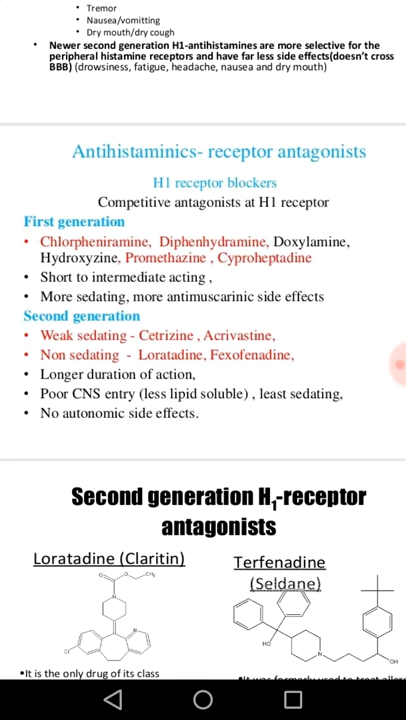 • Tremor
• Nausea/vomitting
• Dry mouth/dry cough
• Newer second generation H1-antihistamines are more selective for the
peripheral histamine receptors and have far less side effects(doesn't cross
BBB) (drowsiness, fatigue, headache, nausea and dry mouth)
Antihistaminics- receptor antagonists
H1 receptor blockers
Competitive antagonists at H1 receptor
First generation
• Chlorpheniramine, Diphenhydramine, Doxylamine,
Hydroxyzine, Promethazine , Cyproheptadine
• Short to intermediate acting ,
• More sedating, more antimuscarinic side effects
Second generation
• Weak sedating - Cetrizine , Acrivastine,
• Non sedating - Loratadine, Fexofenadine,
• Longer duration of action,
• Poor CNS entry (less lipid soluble) , least sedating,
• No autonomic side effects.
Second generation H₁-receptor
antagonists
Loratadine (Claritin)
Terfenadine
(Seldane)
O
O
CH₃
N
N
Cl
HO
N
OH
•It is the only drug of its class